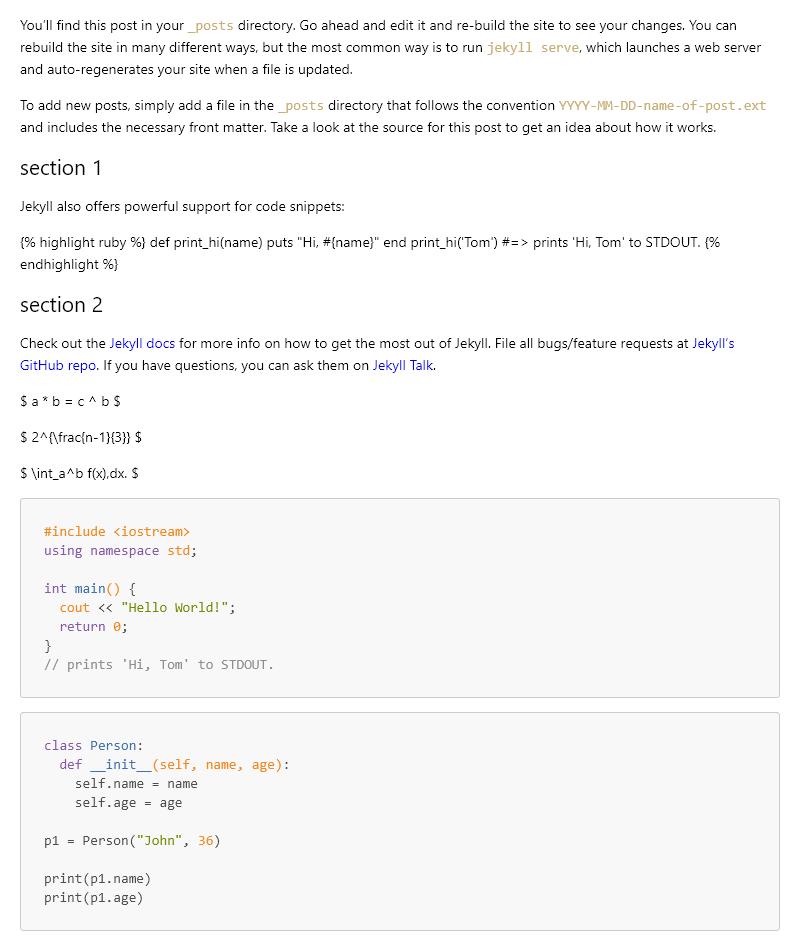 You'll find this post in your _posts directory. Go ahead and edit it and re-build the site to see your changes. You can
rebuild the site in many different ways, but the most common way is to run jekyll serve, which launches a web server
and auto-regenerates your site when a file is updated.
To add new posts, simply add a file in the _posts directory that follows the convention YYYY-MM-DD-name-of-post.ext
and includes the necessary front matter. Take a look at the source for this post to get an idea about how it works.
section 1
Jekyll also offers powerful support for code snippets:
{% highlight ruby %} def print_hi(name) puts "Hi, #{name}" end print_hi('Tom') #=> prints 'Hi, Tom' to STDOUT. {%
endhighlight %}
section 2
Check out the Jekyll docs for more info on how to get the most out of Jekyll. File all bugs/feature requests at Jekyll's
GitHub repo. If you have questions, you can ask them on Jekyll Talk.
$ a * b = c ^ b $
$ 2^{\frac{n-1}{3}} $
$ \int_a^b f(x),dx. $
#include <iostream>
using namespace std;
int main() {
  cout << "Hello World!";
  return 0;
}
// prints 'Hi, Tom' to STDOUT.
class Person:
  def __init__(self, name, age):
    self.name = name
    self.age = age
p1 = Person("John", 36)
print(p1.name)
print(p1.age)